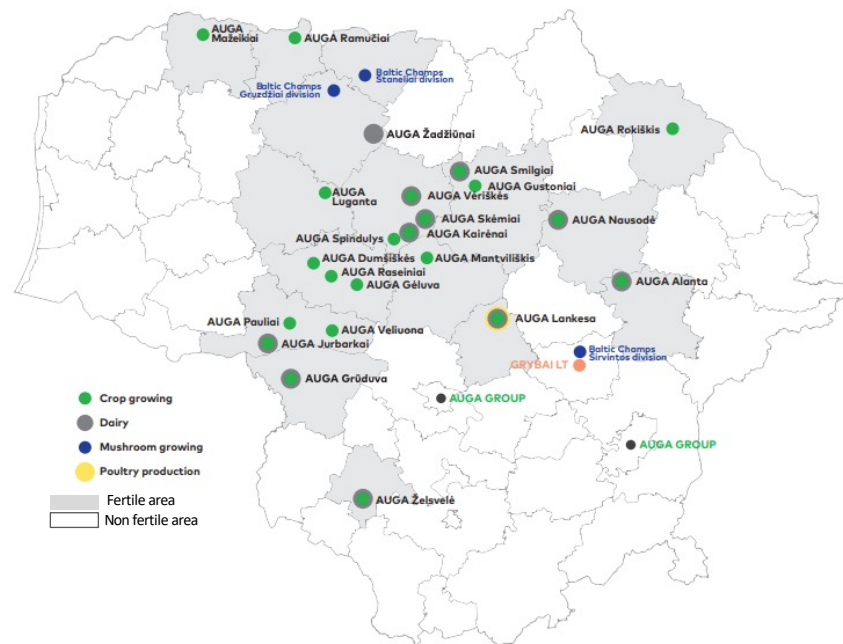 AUGA
Mažeikiai
AUGA Ramučiai
Baltic Champs
Staneliai division
Baltic Champs
Gruzdžiai division
AUGA Rokiškis
AUGA Žadžiūnai
AUGA Smilgiai
AUGA Gustoniai
AUGA
Luganta
AUGA Vėriškės
AUGA Skėmiai
AUGA Nausodė
AUGA Kairėnai
AUGA Spindulys
AUGA Dumšiškės
AUGA Mantviliškis
AUGA Raseiniai
AUGA Gėluva
AUGA Alanta
AUGA Pauliai
AUGA Veliuona
AUGA Lankesa
AUGA Jurbarkai
Baltic Champs
Sirvintos division
GRYBAI LT
AUGA Grūduva
AUGA GROUP
AUGA GROUP
Crop growing
Dairy
Mushroom growing
Poultry production
Fertile area
Non fertile area
AUGA Želsvelė